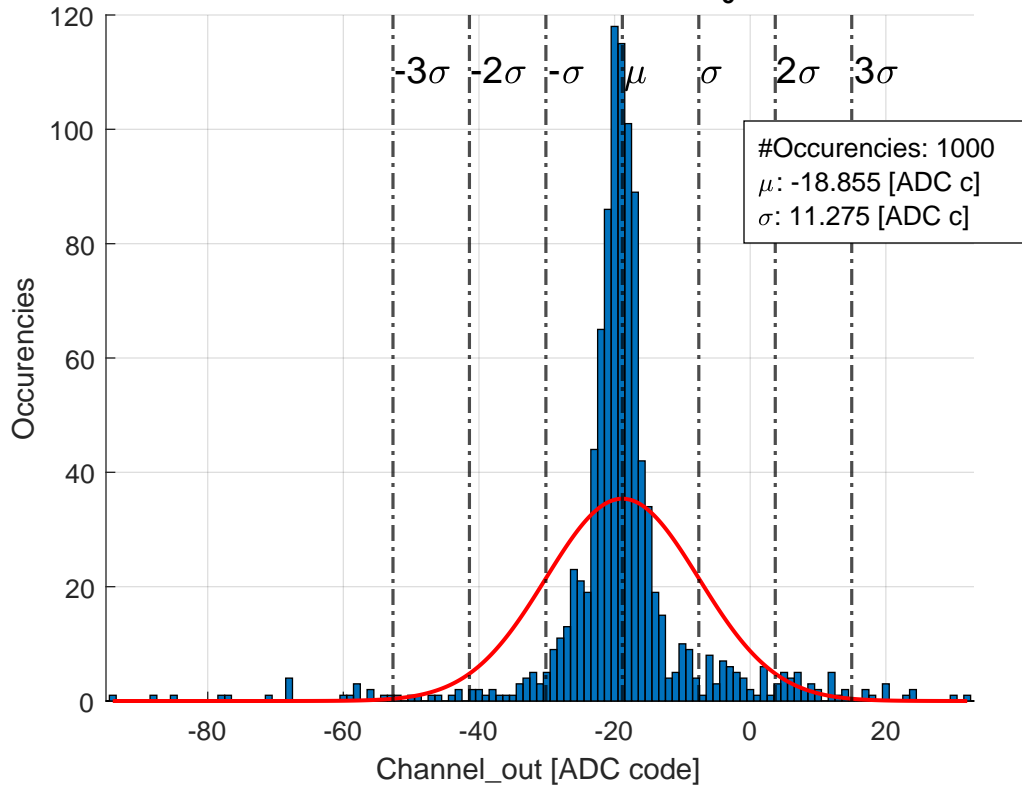 120
100
80
60
40
20
0
-3σ -2σ -σ μ σ 2σ 3σ
#Occurencies: 1000
μ: -18.855 [ADC c]
σ: 11.275 [ADC c]
Occurencies
-80 -60 -40 -20 0 20
Channel_out [ADC code]